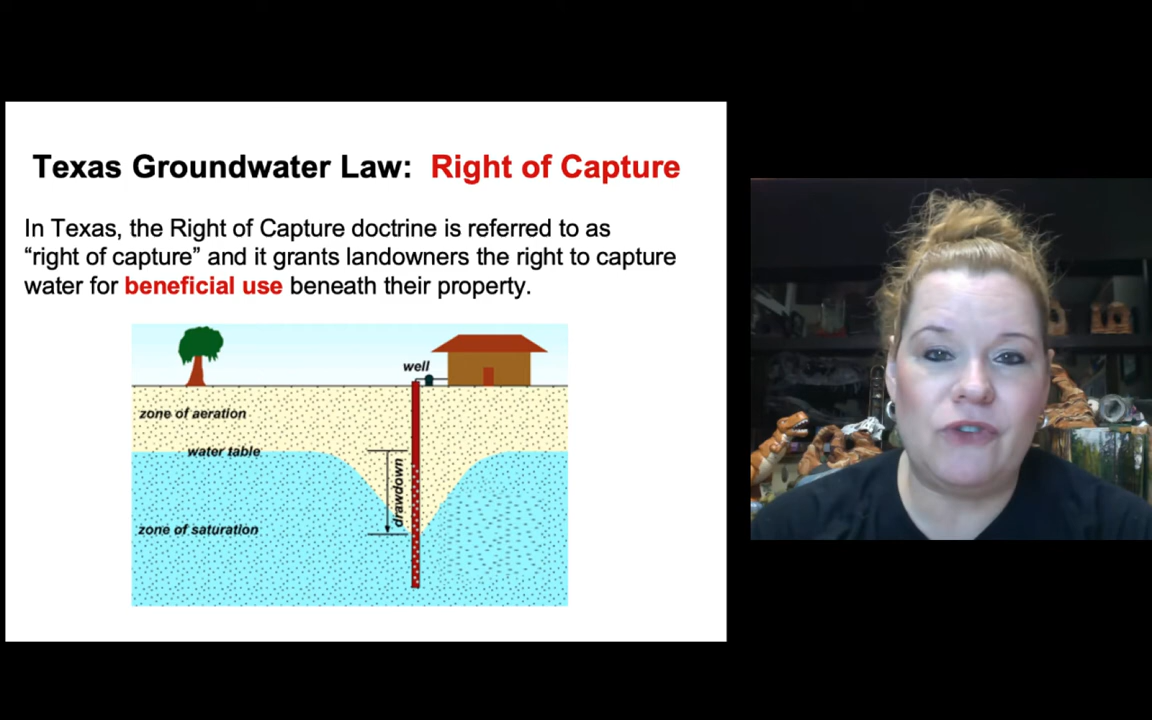 Texas Groundwater Law: Right of Capture
In Texas, the Right of Capture doctrine is referred to as
“right of capture” and it grants landowners the right to capture
water for beneficial use beneath their property.
well
zone of aeration
water table
drawdown
zone of saturation